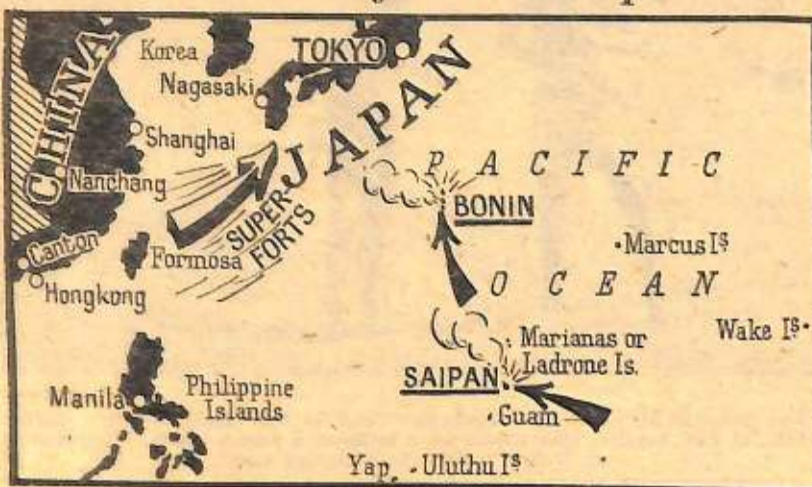 CHINA
Korea
TOKYO
Nagasaki
JAPAN
Shanghai
Nanchang
SUPER-
FORTS
Canton
Formosa
Hongkong
PACIFIC
BONIN
Marcus Is
OCEAN
Wake Is.
Marianas or
Ladrone Is.
SAIPAN
Guam
Manila
Philippine
Islands
Yap
Uluthu Is